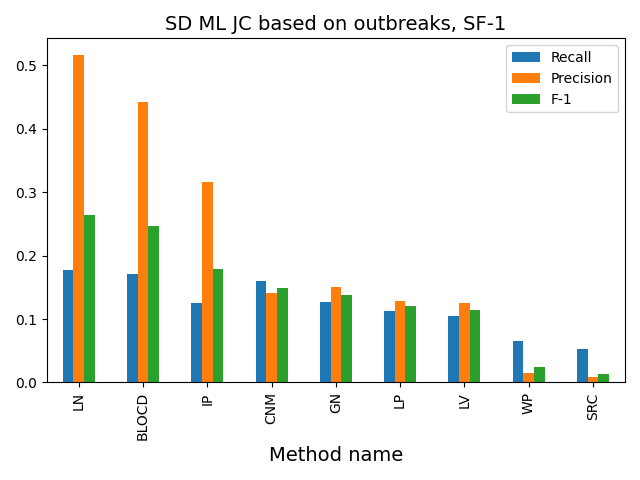 SD ML JC based on outbreaks, SF-1
Recall
Precision
F-1
0.5
0.4
0.3
0.2
0.1
0.0
LN
BLOCD
IP
CNM
GN
LP
LV
WP
SRC
Method name